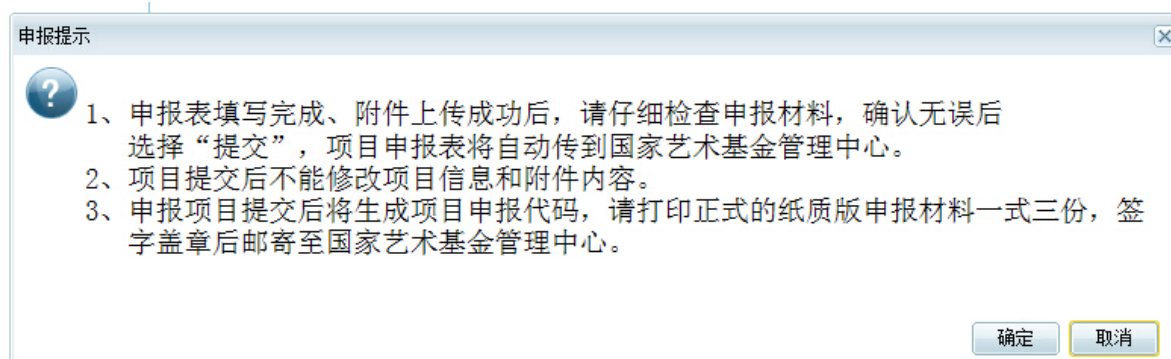 申报提示
1、申报表填写完成、附件上传成功后，请仔细检查申报材料，确认无误后
选择“提交”，项目申报表将自动传到国家艺术基金管理中心。
2、项目提交后不能修改项目信息和附件内容。
3、申报项目提交后将生成项目申报代码，请打印正式的纸质版申报材料一式三份，签
字盖章后邮寄至国家艺术基金管理中心。
确定 取消